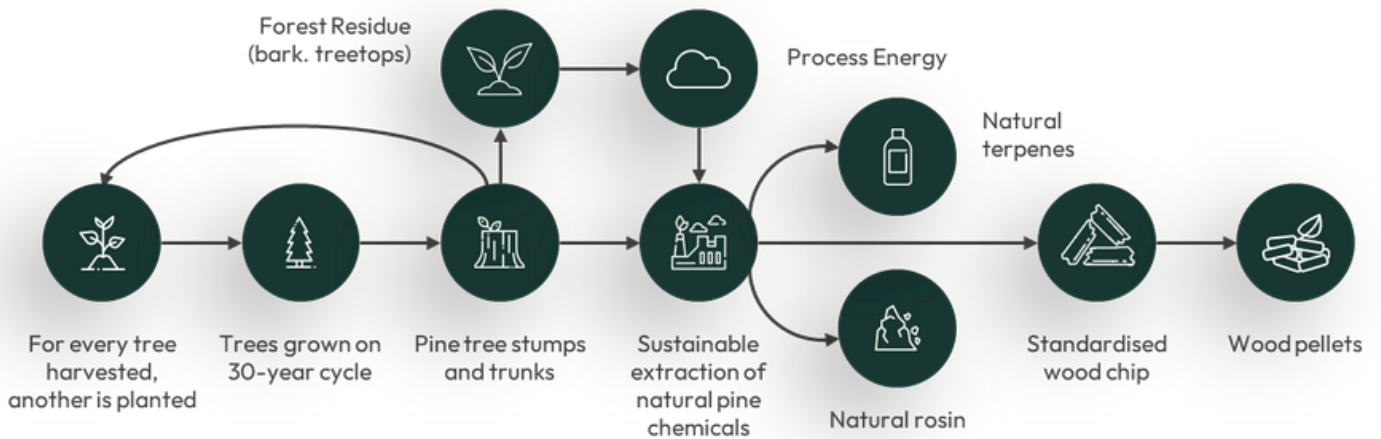 Forest Residue
(bark. treetops)
Process Energy
Natural
terpenes
For every tree
harvested,
another is planted
Trees grown on
30-year cycle
Pine tree stumps
and trunks
Sustainable
extraction of
natural pine
chemicals
Natural rosin
Standardised
wood chip
Wood pellets